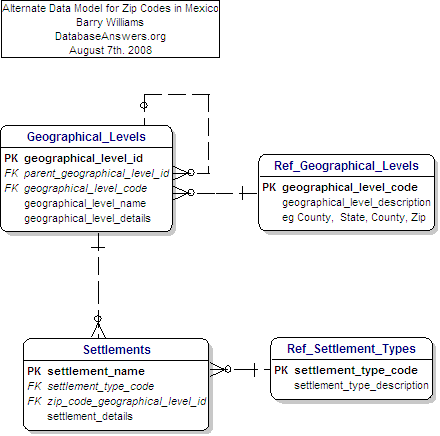 Alternate Data Model for Zip Codes in Mexico
Barry Williams
DatabaseAnswers.org
August 7th. 2008
Geographical_Levels
PK geographical_level_id
FK parent_geographical_level_id
FK geographical_level_code
geographical_level_name
geographical_level_details
Ref_Geographical_Levels
PK geographical_level_code
geographical_level_description
eg County, State, County, Zip
Settlements
PK settlement_name
FK settlement_type_code
FK zip_code_geographical_level_id
settlement_details
Ref_Settlement_Types
PK settlement_type_code
settlement_type_description